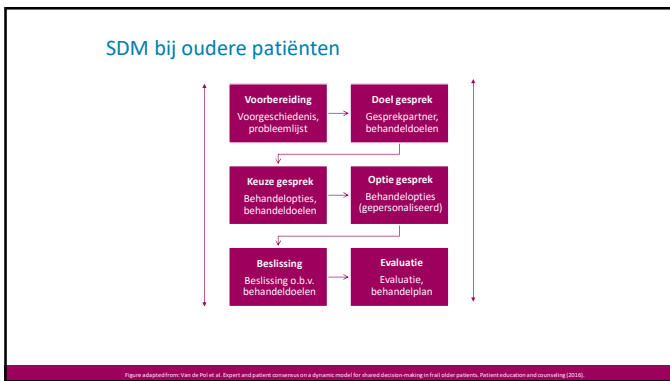 SDM bij oudere patiënten
Voorbereiding
Voorgeschiedenis,
probleemlijst
Doel gesprek
Gesprekpartner,
behandeldoelen
Keuze gesprek
Behandelopties,
behandeldoelen
Optie gesprek
Behandelopties
(gepersonaliseerd)
Beslissing
Beslissing o.b.v.
behandeldoelen
Evaluatie
Evaluatie,
behandelplan
Figure adapted from: Van de Pol et al. Expert and patient consensus on a dynamic model for shared decision-making in frail older patients. Patient education and counseling (2016).